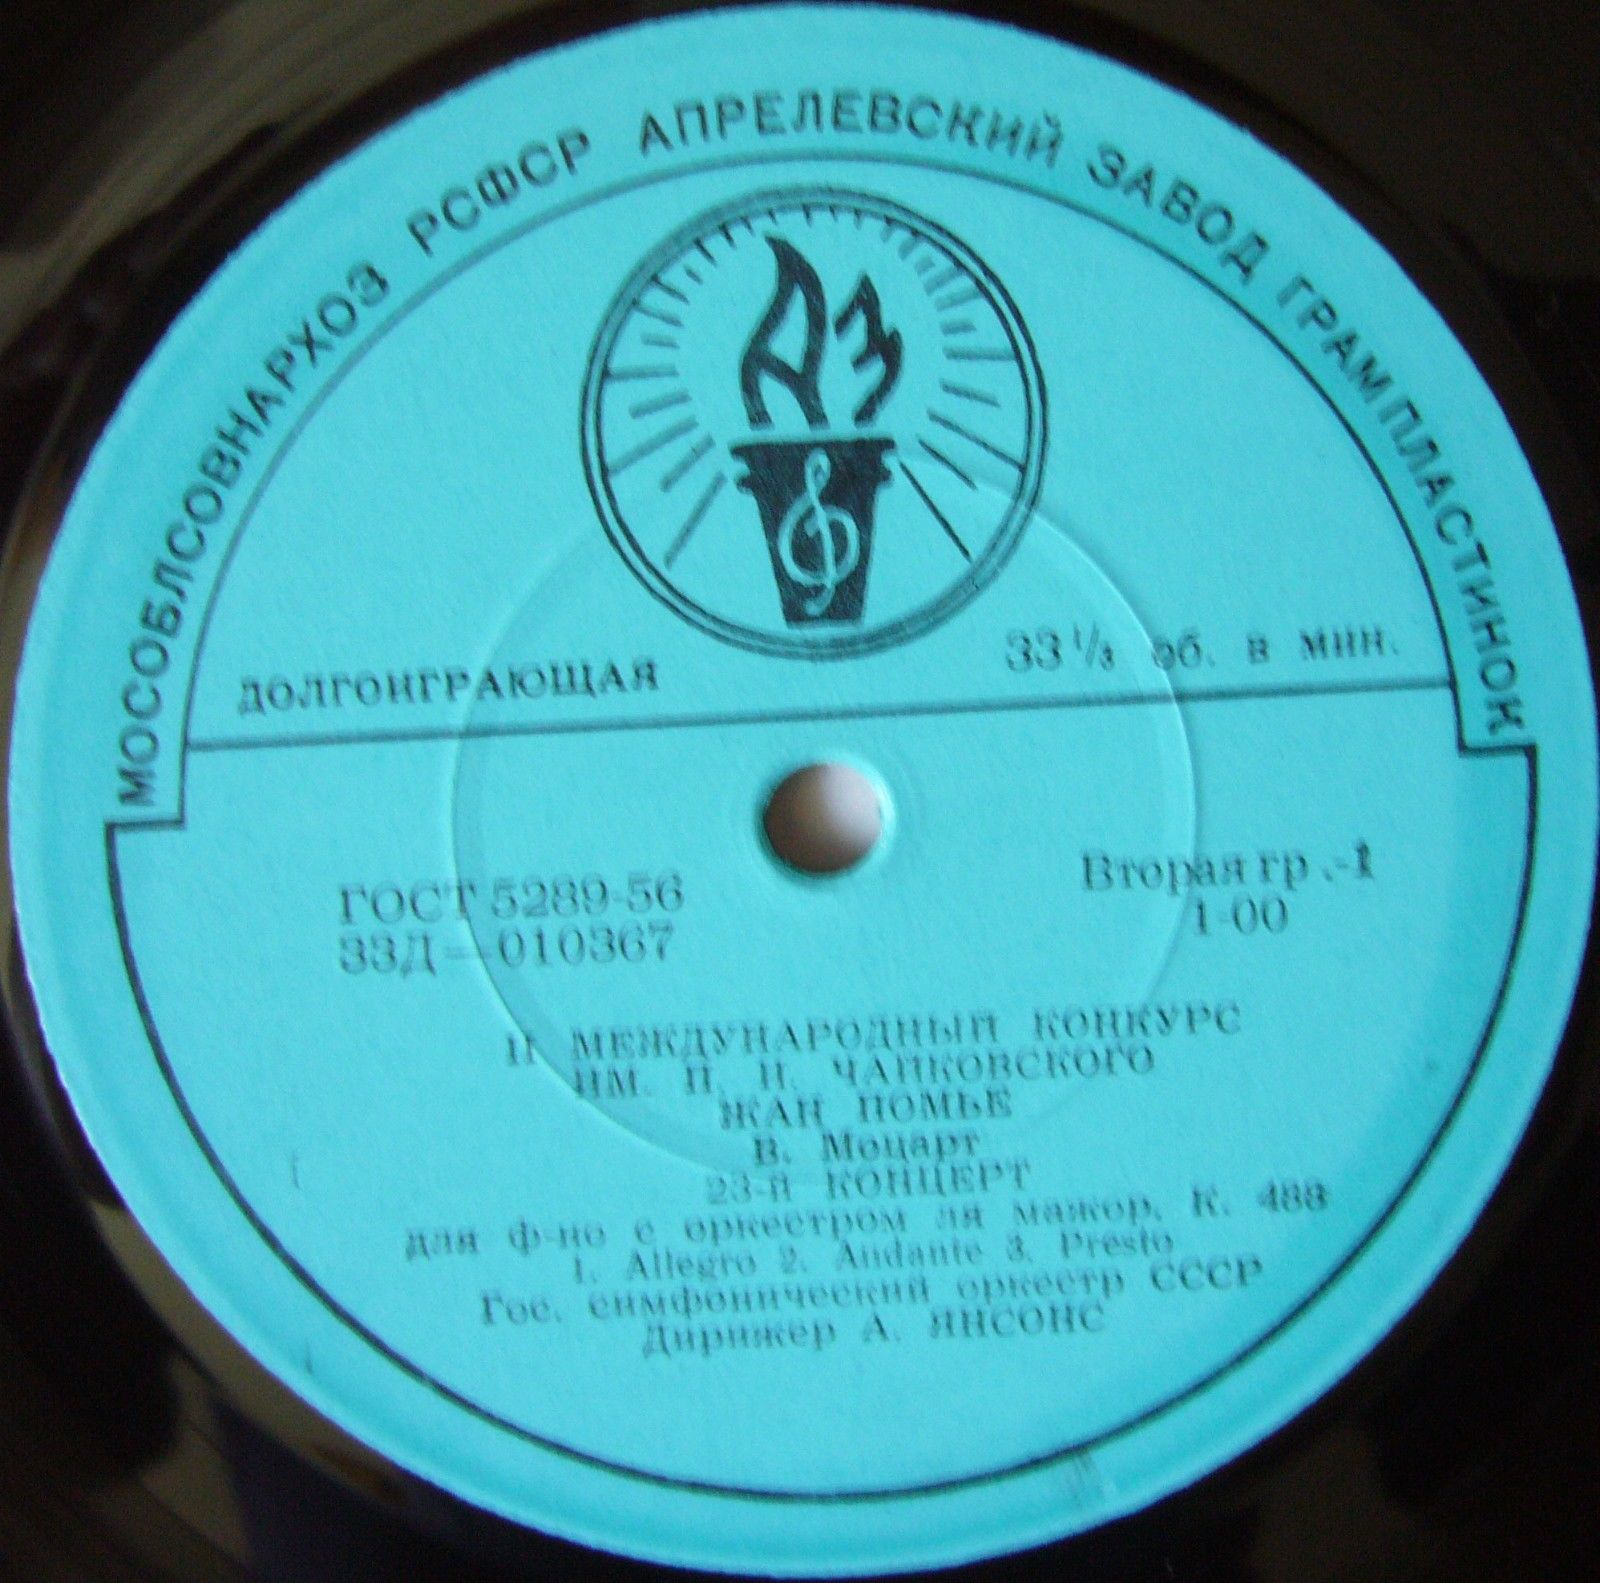 МОСОБЛСОВНАРХОЗ РСФСР АПРЕЛЕВСКИЙ ЗАВОД ГРАМПЛАСТИНОК
АЗ
ДОЛГОИГРАЮЩАЯ
33 1/3 об. в мин.
ГОСТ 5289-56
33Д—010367
Вторая гр.-1
1-00
II МЕЖДУНАРОДНЫЙ КОНКУРС
ИМ. П. И. ЧАЙКОВСКОГО
ЖАН ПОМЬЕ
В. Моцарт
23-й КОНЦЕРТ
для ф-но с оркестром ля мажор, К. 488
1. Allegro 2. Andante 3. Presto
Гос. симфонический оркестр СССР
Дирижер А. ЯНСОНС